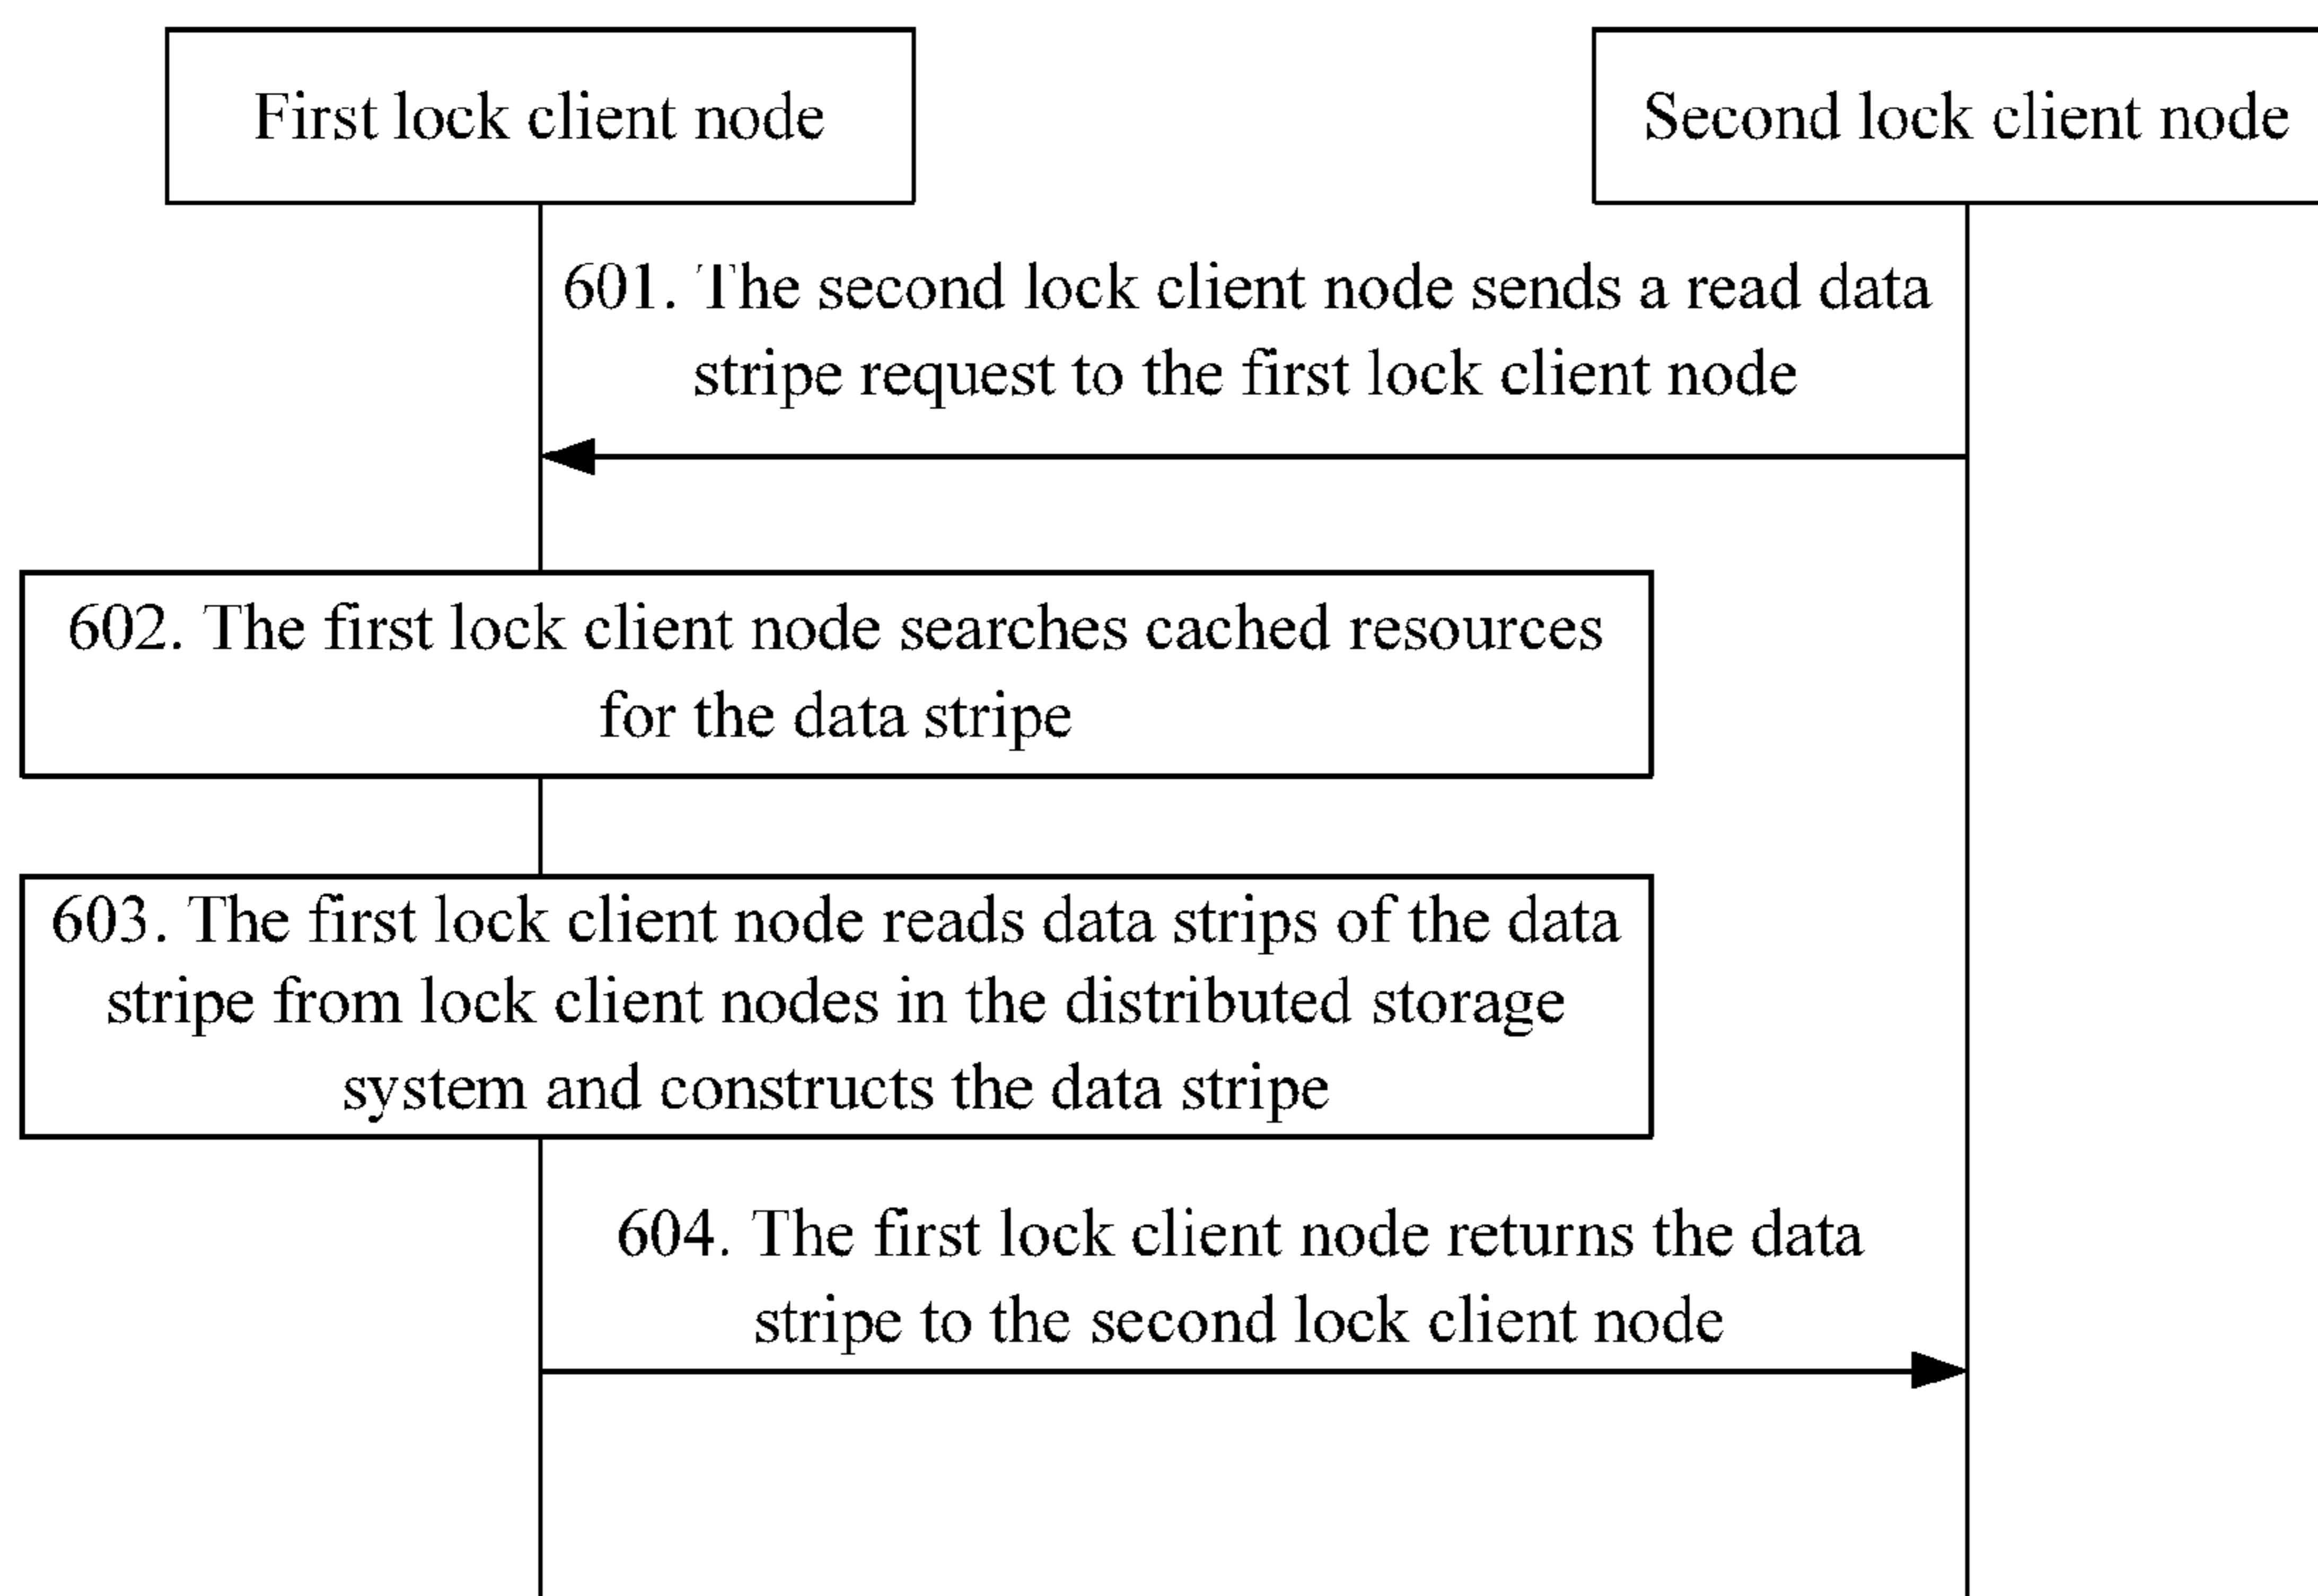 First lock client node
Second lock client node
601. The second lock client node sends a read data
stripe request to the first lock client node
602. The first lock client node searches cached resources
for the data stripe
603. The first lock client node reads data strips of the data
stripe from lock client nodes in the distributed storage
system and constructs the data stripe
604. The first lock client node returns the data
stripe to the second lock client node